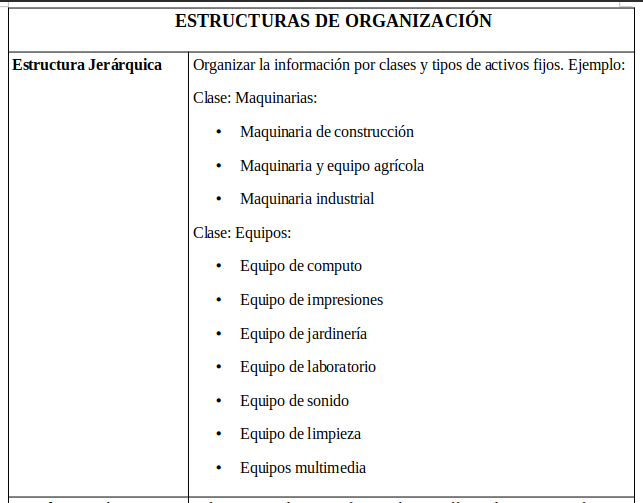 ESTRUCTURAS DE ORGANIZACIÓN
Estructura Jerárquica
Organizar la información por clases y tipos de activos fijos. Ejemplo:
Clase: Maquinarias:
• Maquinaria de construcción
• Maquinaria y equipo agrícola
• Maquinaria industrial
Clase: Equipos:
• Equipo de computo
• Equipo de impresiones
• Equipo de jardinería
• Equipo de laboratorio
• Equipo de sonido
• Equipo de limpieza
• Equipos multimedia